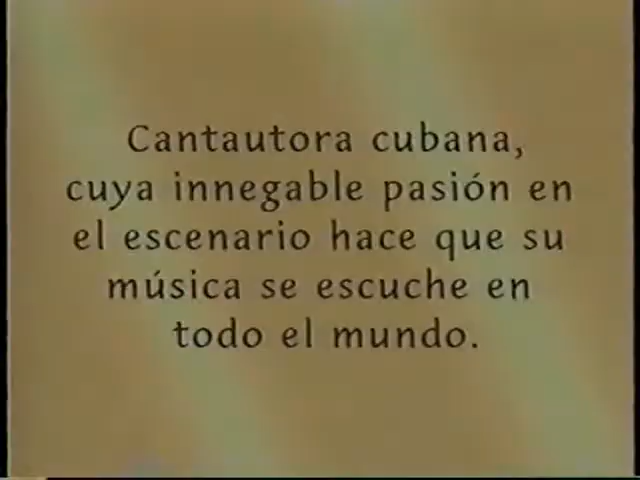 Cantautora cubana,
cuya innegable pasión en
el escenario hace que su
música se escuche en
todo el mundo.